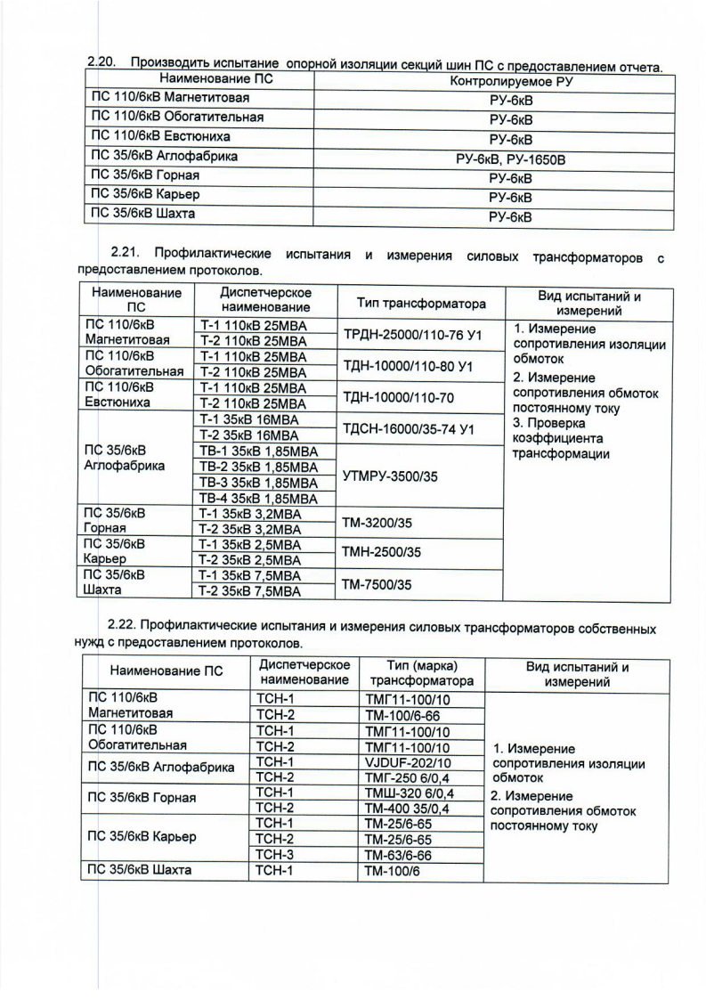 2.20. Производить испытание опорной изоляции секций шин ПС с предоставлением отчета.
Наименование ПС Контролируемое РУ
ПС 110/6кВ Магнетитовая РУ-6кВ
ПС 110/6кВ Обогатительная РУ-6кВ
ПС 110/6кВ Евстюниха РУ-6кВ
ПС 35/6кВ Аглофабрика РУ-6кВ, РУ-1650В
ПС 35/6кВ Горная РУ-6кВ
ПС 35/6кВ Карьер РУ-6кВ
ПС 35/6кВ Шахта РУ-6кВ
2.21. Профилактические испытания и измерения силовых трансформаторов с
предоставлением протоколов.
Наименование
ПС
Диспетчерское
наименование
Тип трансформатора
Вид испытаний и
измерений
ПС 110/6кВ
Магнетитовая
Т-1 110кВ 25МВА
Т-2 110кВ 25МВА
ТРДН-25000/110-76 У1
ПС 110/6кВ
Обогатительная
Т-1 110кВ 25МВА
Т-2 110кВ 25МВА
ТДН-10000/110-80 У1
ПС 110/6кВ
Евстюниха
Т-1 110кВ 25МВА
Т-2 110кВ 25МВА
ТДН-10000/110-70
ПС 35/6кВ
Аглофабрика
Т-1 35кВ 16МВА
Т-2 35кВ 16МВА
ТДСН-16000/35-74 У1
ТВ-1 35кВ 1,85МВА
ТВ-2 35кВ 1,85МВА
ТВ-3 35кВ 1,85МВА
ТВ-4 35кВ 1,85МВА
УТМРУ-3500/35
ПС 35/6кВ
Горная
Т-1 35кВ 3,2МВА
Т-2 35кВ 3,2МВА
ТМ-3200/35
ПС 35/6кВ
Карьер
Т-1 35кВ 2,5МВА
Т-2 35кВ 2,5МВА
ТМН-2500/35
ПС 35/6кВ
Шахта
Т-1 35кВ 7,5МВА
Т-2 35кВ 7,5МВА
ТМ-7500/35
1. Измерение
сопротивления изоляции
обмоток
2. Измерение
сопротивления обмоток
постоянному току
3. Проверка
коэффициента
трансформации
2.22. Профилактические испытания и измерения силовых трансформаторов собственных
нужд с предоставлением протоколов.
Наименование ПС
Диспетчерское
наименование
Тип (марка)
трансформатора
Вид испытаний и
измерений
ПС 110/6кВ
Магнетитовая
ТСН-1 ТМГ11-100/10
ТСН-2 ТМ-100/6-66
ПС 110/6кВ
Обогатительная
ТСН-1 ТМГ11-100/10
ТСН-2 ТМГ11-100/10
ПС 35/6кВ Аглофабрика
ТСН-1 VJDUF-202/10
ТСН-2 ТМГ-250 6/0,4
ПС 35/6кВ Горная
ТСН-1 ТМШ-320 6/0,4
ТСН-2 ТМ-400 35/0,4
ПС 35/6кВ Карьер
ТСН-1 ТМ-25/6-65
ТСН-2 ТМ-25/6-65
ТСН-3 ТМ-63/6-66
ПС 35/6кВ Шахта ТСН-1 ТМ-100/6
1. Измерение
сопротивления изоляции
обмоток
2. Измерение
сопротивления обмоток
постоянному току